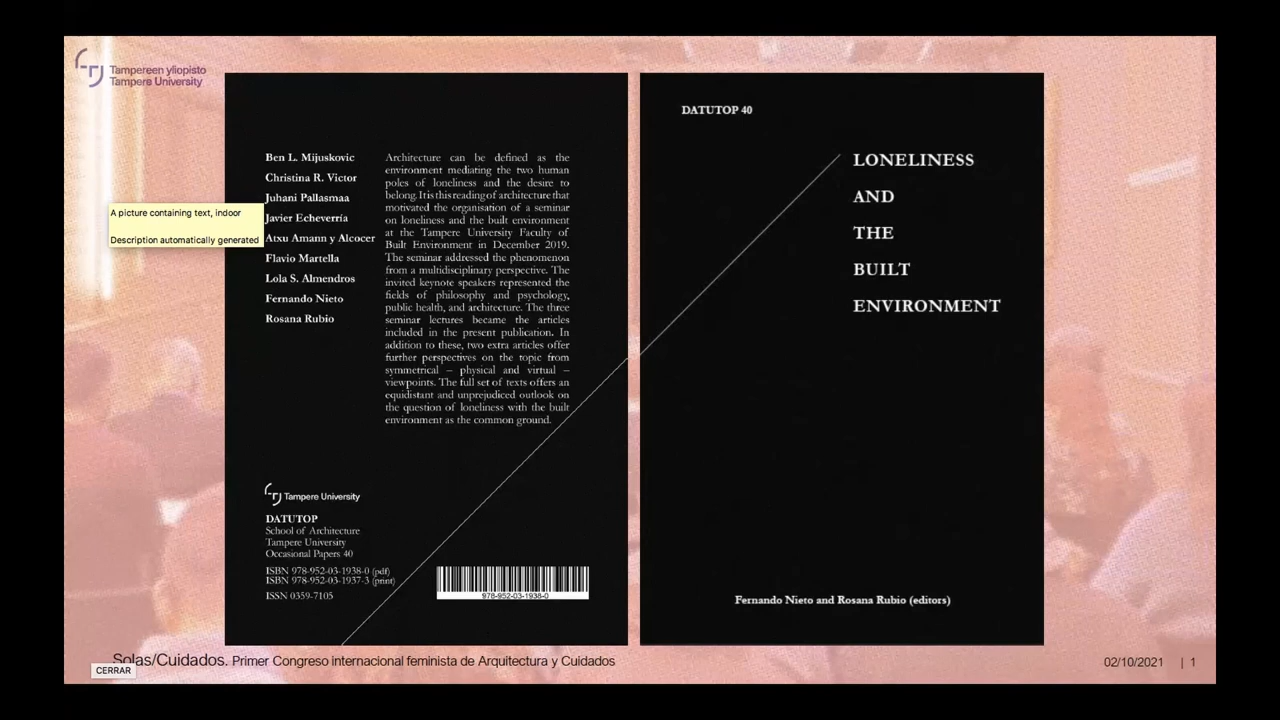 Tampereen yliopisto
Tampere University
A picture containing text, indoor
Description automatically generated
Ben L. Mijuskovic
Christina R. Victor
Juhani Pallasmaa
Javier Echeverría
Atxu Amann y Alcocer
Flavio Martella
Lola S. Almendros
Fernando Nieto
Rosana Rubio
Architecture can be defined as the
environment mediating the two human
poles of loneliness and the desire to
belong. It is this reading of architecture that
motivated the organisation of a seminar
on loneliness and the built environment
at the Tampere University Faculty of
Built Environment in December 2019.
The seminar addressed the phenomenon
from a multidisciplinary perspective. The
invited keynote speakers represented the
fields of philosophy and psychology,
public health, and architecture. The three
seminar lectures became the articles
included in the present publication. In
addition to these, two extra articles offer
further perspectives on the topic from
symmetrical – physical and virtual –
viewpoints. The full set of texts offers an
equidistant and unprejudiced outlook on
the question of loneliness with the built
environment as the common ground.
Tampere University
DATUTOP
School of Architecture
Tampere University
Occasional Papers 40
ISBN 978-952-03-1938-0 (pdf)
ISBN 978-952-03-1937-3 (print)
ISSN 0359-7105
978-952-03-1938-0
DATUTOP 40
LONELINESS
AND
THE
BUILT
ENVIRONMENT
Fernando Nieto and Rosana Rubio (editors)
Solas/Cuidados. Primer Congreso internacional feminista de Arquitectura y Cuidados
CERRAR
02/10/2021 | 1